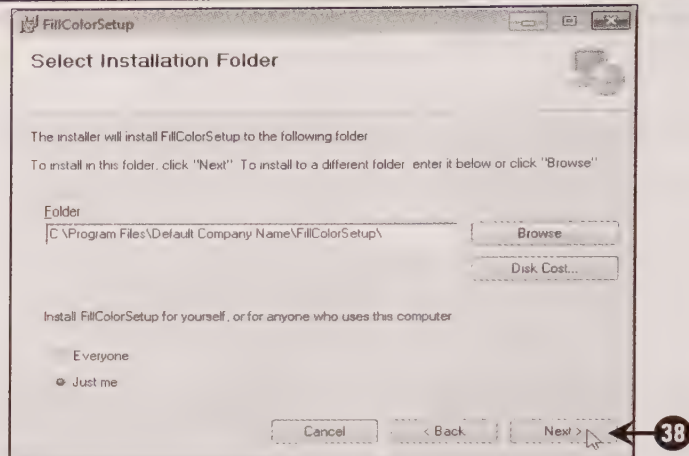 FillColorSetup
Select Installation Folder
The installer will install FillColorSetup to the following folder
To install in this folder, click "Next" To install to a different folder enter it below or click "Browse"
Folder
C \Program Files\Default Company Name\FillColorSetup\
Browse
Disk Cost...
Install FillColorSetup for yourself, or for anyone who uses this computer
Everyone
Just me
Cancel
< Back
Next >
38